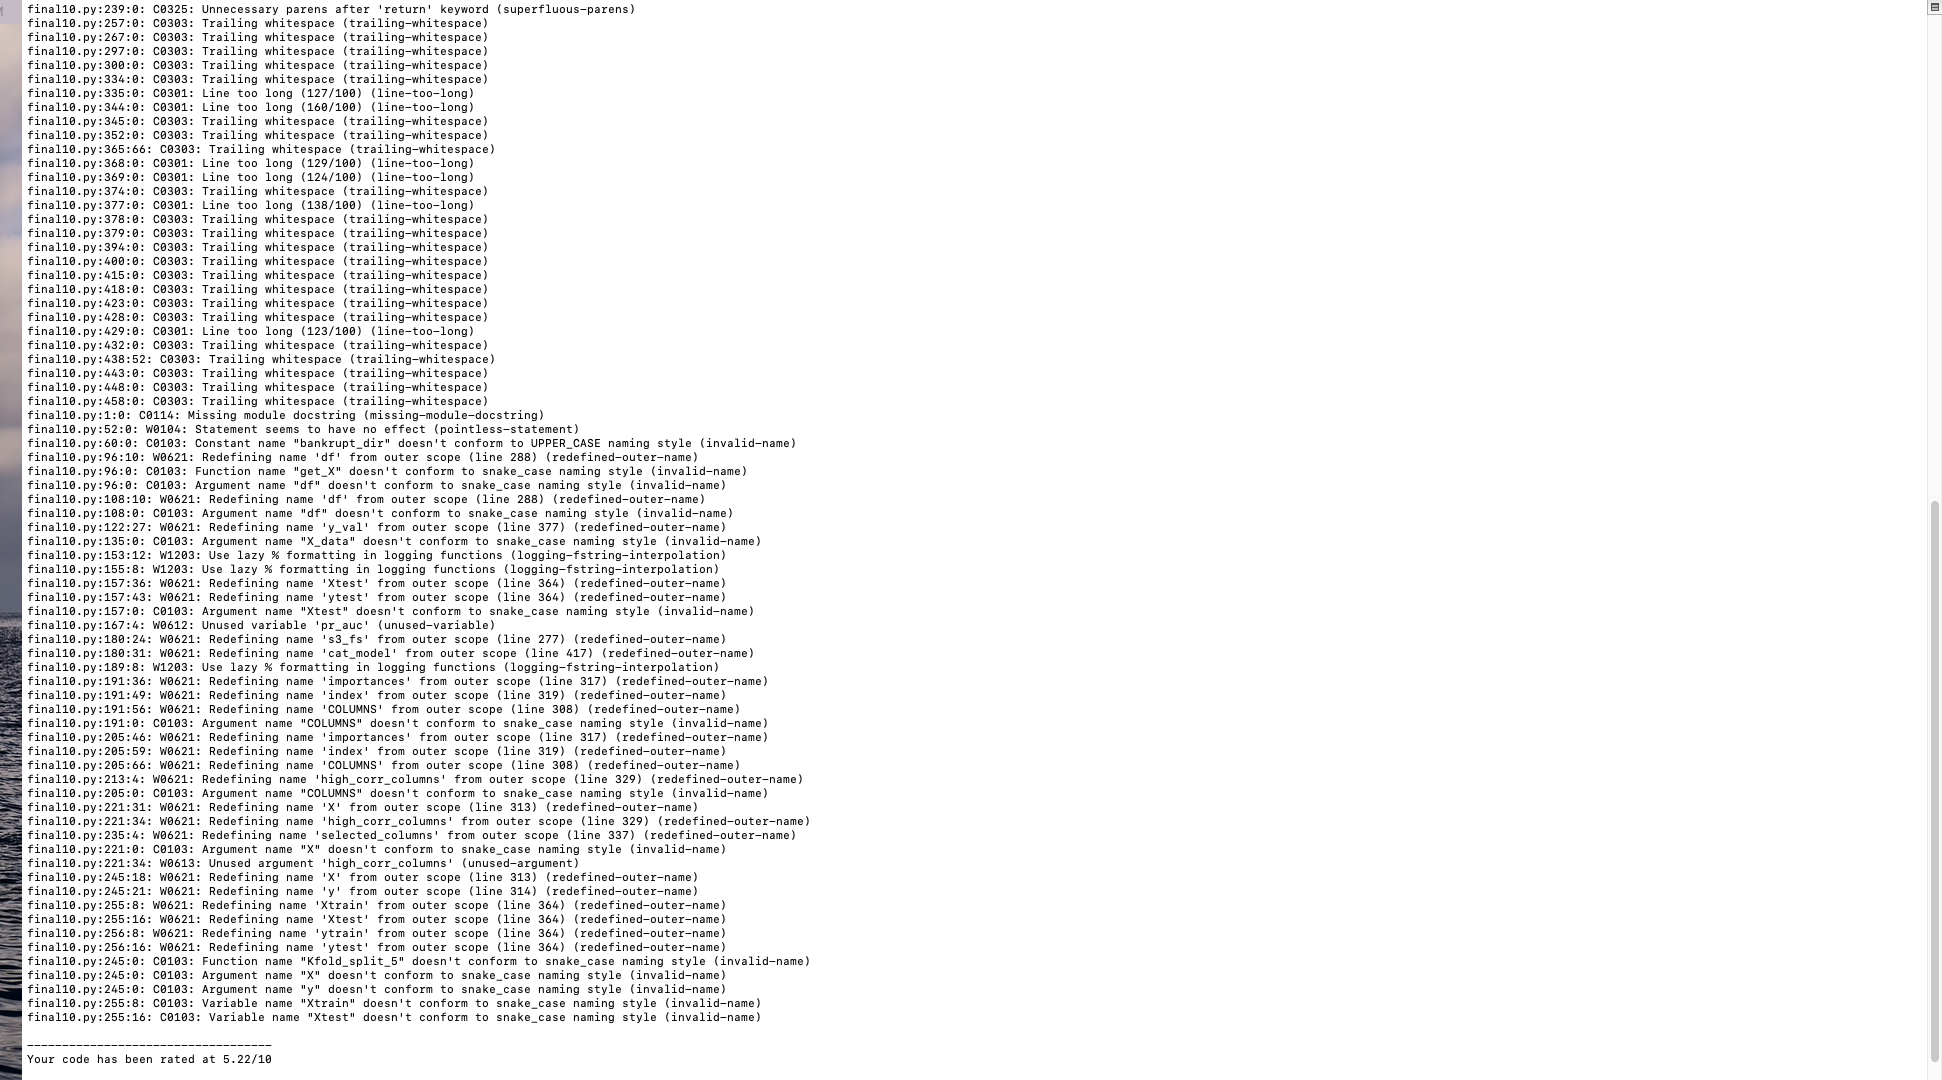 final10.py:239:0: C0325: Unnecessary parens after 'return' keyword (superfluous-parens)
final10.py:257:0: C0303: Trailing whitespace (trailing-whitespace)
final10.py:267:0: C0303: Trailing whitespace (trailing-whitespace)
final10.py:297:0: C0303: Trailing whitespace (trailing-whitespace)
final10.py:300:0: C0303: Trailing whitespace (trailing-whitespace)
final10.py:334:0: C0303: Trailing whitespace (trailing-whitespace)
final10.py:335:0: C0301: Line too long (127/100) (line-too-long)
final10.py:344:0: C0301: Line too long (160/100) (line-too-long)
final10.py:345:0: C0303: Trailing whitespace (trailing-whitespace)
final10.py:352:0: C0303: Trailing whitespace (trailing-whitespace)
final10.py:365:66: C0303: Trailing whitespace (trailing-whitespace)
final10.py:368:0: C0301: Line too long (129/100) (line-too-long)
final10.py:369:0: C0301: Line too long (124/100) (line-too-long)
final10.py:374:0: C0303: Trailing whitespace (trailing-whitespace)
final10.py:377:0: C0301: Line too long (138/100) (line-too-long)
final10.py:378:0: C0303: Trailing whitespace (trailing-whitespace)
final10.py:379:0: C0303: Trailing whitespace (trailing-whitespace)
final10.py:394:0: C0303: Trailing whitespace (trailing-whitespace)
final10.py:400:0: C0303: Trailing whitespace (trailing-whitespace)
final10.py:415:0: C0303: Trailing whitespace (trailing-whitespace)
final10.py:418:0: C0303: Trailing whitespace (trailing-whitespace)
final10.py:423:0: C0303: Trailing whitespace (trailing-whitespace)
final10.py:428:0: C0303: Trailing whitespace (trailing-whitespace)
final10.py:429:0: C0301: Line too long (123/100) (line-too-long)
final10.py:432:0: C0303: Trailing whitespace (trailing-whitespace)
final10.py:438:52: C0303: Trailing whitespace (trailing-whitespace)
final10.py:443:0: C0303: Trailing whitespace (trailing-whitespace)
final10.py:448:0: C0303: Trailing whitespace (trailing-whitespace)
final10.py:458:0: C0303: Trailing whitespace (trailing-whitespace)
final10.py:1:0: C0114: Missing module docstring (missing-module-docstring)
final10.py:52:0: W0104: Statement seems to have no effect (pointless-statement)
final10.py:60:0: C0103: Constant name "bankrupt_dir" doesn't conform to UPPER_CASE naming style (invalid-name)
final10.py:96:10: W0621: Redefining name 'df' from outer scope (line 288) (redefined-outer-name)
final10.py:96:0: C0103: Function name "get_X" doesn't conform to snake_case naming style (invalid-name)
final10.py:96:0: C0103: Argument name "df" doesn't conform to snake_case naming style (invalid-name)
final10.py:108:10: W0621: Redefining name 'df' from outer scope (line 288) (redefined-outer-name)
final10.py:108:0: C0103: Argument name "df" doesn't conform to snake_case naming style (invalid-name)
final10.py:122:27: W0621: Redefining name 'y_val' from outer scope (line 377) (redefined-outer-name)
final10.py:135:0: C0103: Argument name "X_data" doesn't conform to snake_case naming style (invalid-name)
final10.py:153:12: W1203: Use lazy % formatting in logging functions (logging-fstring-interpolation)
final10.py:155:8: W1203: Use lazy % formatting in logging functions (logging-fstring-interpolation)
final10.py:157:36: W0621: Redefining name 'Xtest' from outer scope (line 364) (redefined-outer-name)
final10.py:157:43: W0621: Redefining name 'ytest' from outer scope (line 364) (redefined-outer-name)
final10.py:157:0: C0103: Argument name "Xtest" doesn't conform to snake_case naming style (invalid-name)
final10.py:167:4: W0612: Unused variable 'pr_auc' (unused-variable)
final10.py:180:24: W0621: Redefining name 's3_fs' from outer scope (line 277) (redefined-outer-name)
final10.py:180:31: W0621: Redefining name 'cat_model' from outer scope (line 417) (redefined-outer-name)
final10.py:189:8: W1203: Use lazy % formatting in logging functions (logging-fstring-interpolation)
final10.py:191:36: W0621: Redefining name 'importances' from outer scope (line 317) (redefined-outer-name)
final10.py:191:49: W0621: Redefining name 'index' from outer scope (line 319) (redefined-outer-name)
final10.py:191:56: W0621: Redefining name 'COLUMNS' from outer scope (line 308) (redefined-outer-name)
final10.py:191:0: C0103: Argument name "COLUMNS" doesn't conform to snake_case naming style (invalid-name)
final10.py:205:46: W0621: Redefining name 'importances' from outer scope (line 317) (redefined-outer-name)
final10.py:205:59: W0621: Redefining name 'index' from outer scope (line 319) (redefined-outer-name)
final10.py:205:66: W0621: Redefining name 'COLUMNS' from outer scope (line 308) (redefined-outer-name)
final10.py:213:4: W0621: Redefining name 'high_corr_columns' from outer scope (line 329) (redefined-outer-name)
final10.py:205:0: C0103: Argument name "COLUMNS" doesn't conform to snake_case naming style (invalid-name)
final10.py:221:31: W0621: Redefining name 'X' from outer scope (line 313) (redefined-outer-name)
final10.py:221:34: W0621: Redefining name 'high_corr_columns' from outer scope (line 329) (redefined-outer-name)
final10.py:235:4: W0621: Redefining name 'selected_columns' from outer scope (line 337) (redefined-outer-name)
final10.py:221:0: C0103: Argument name "X" doesn't conform to snake_case naming style (invalid-name)
final10.py:221:34: W0613: Unused argument 'high_corr_columns' (unused-argument)
final10.py:245:18: W0621: Redefining name 'X' from outer scope (line 313) (redefined-outer-name)
final10.py:245:21: W0621: Redefining name 'y' from outer scope (line 314) (redefined-outer-name)
final10.py:255:8: W0621: Redefining name 'Xtrain' from outer scope (line 364) (redefined-outer-name)
final10.py:255:16: W0621: Redefining name 'Xtest' from outer scope (line 364) (redefined-outer-name)
final10.py:256:8: W0621: Redefining name 'ytrain' from outer scope (line 364) (redefined-outer-name)
final10.py:256:16: W0621: Redefining name 'ytest' from outer scope (line 364) (redefined-outer-name)
final10.py:245:0: C0103: Function name "Kfold_split_5" doesn't conform to snake_case naming style (invalid-name)
final10.py:245:0: C0103: Argument name "X" doesn't conform to snake_case naming style (invalid-name)
final10.py:245:0: C0103: Argument name "y" doesn't conform to snake_case naming style (invalid-name)
final10.py:255:8: C0103: Variable name "Xtrain" doesn't conform to snake_case naming style (invalid-name)
final10.py:255:16: C0103: Variable name "Xtest" doesn't conform to snake_case naming style (invalid-name)
-----------------------------------
Your code has been rated at 5.22/10